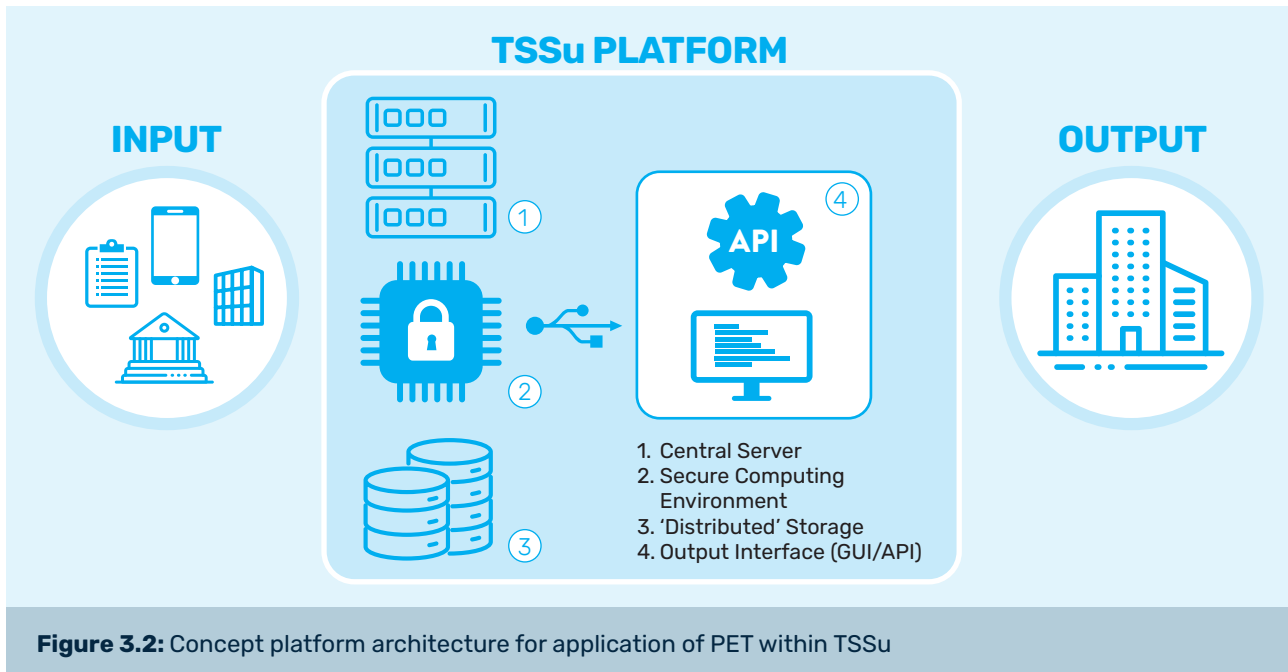 TSSu PLATFORM
INPUT
OUTPUT
1
2
3
4
API
1. Central Server
2. Secure Computing
Environment
3. ‘Distributed’ Storage
4. Output Interface (GUI/API)
Figure 3.2: Concept platform architecture for application of PET within TSSu